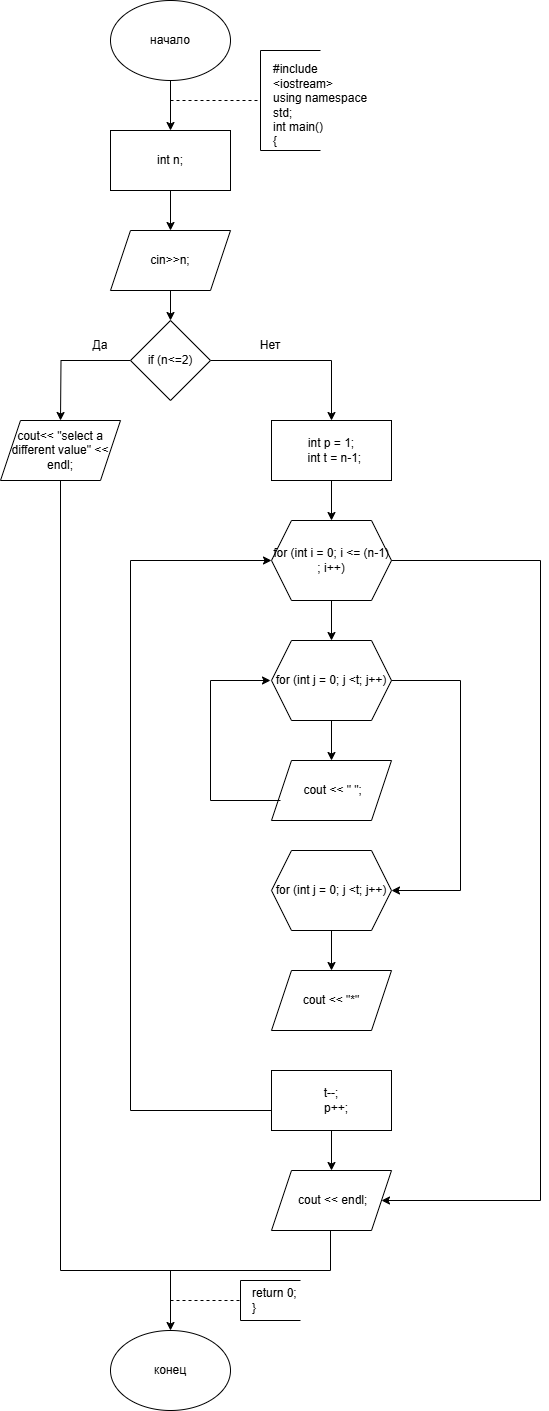 начало
#include
<iostream>
using namespace
std;
int main()
{
int n;
cin>>n;
if (n<=2)
Да
Нет
cout<< "select a
different value" <<
endl;
int p = 1;
int t = n-1;
for (int i = 0; i <= (n-1)
; i++)
for (int j = 0; j <t; j++)
cout << " ";
for (int j = 0; j <t; j++)
cout << "*"
t--;
p++;
cout << endl;
return 0;
}
конец